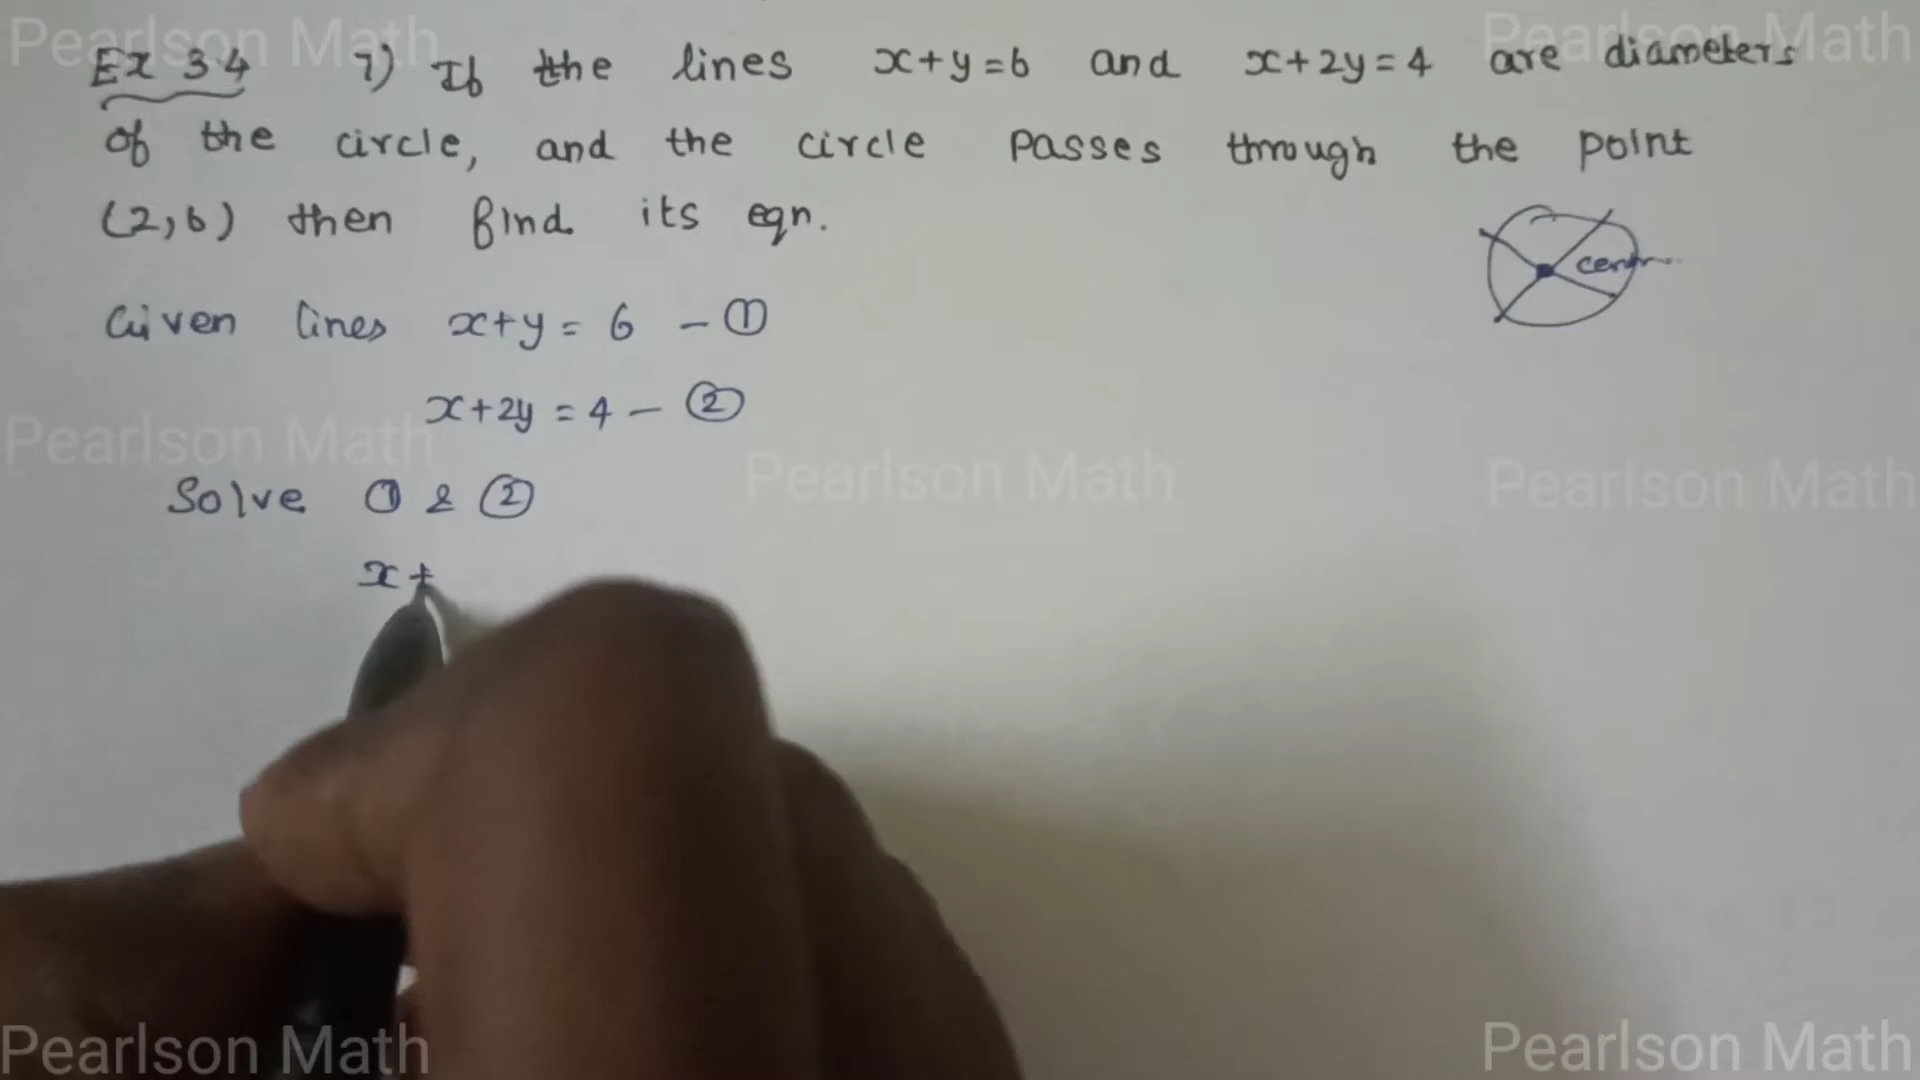 Pearlson Math
Pearlson Math
Ex 3.4 7) If the lines x+y=6 and x+2y=4 are diameters
of the circle, and the circle passes through the point
(2,6) then find its eqn.
centr
Given lines x+y = 6 - ①
x+2y = 4 - ②
Pearlson Math
Pearlson Math
Pearlson Math
Solve ① & ②
x+
Pearlson Math
Pearlson Math